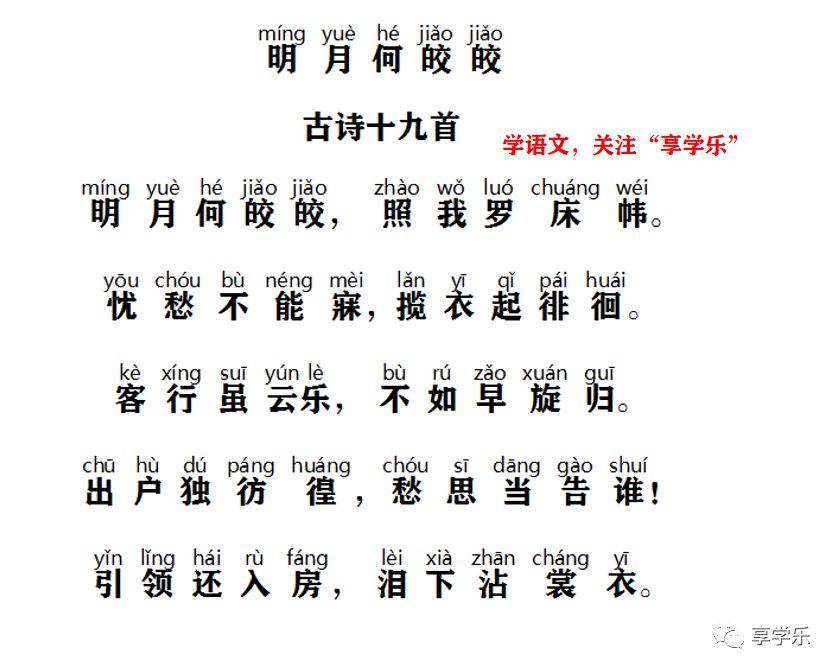 míng yuè hé jiǎo jiǎo
明月何皎皎
古诗十九首
学语文，关注“享学乐”
míng yuè hé jiǎo jiǎo zhào wǒ luó chuáng wéi
明月何皎皎，照我罗床帏。
yōu chóu bù néng mèi lǎn yī qǐ pái huái
忧愁不能寐，揽衣起徘徊。
kè xíng suī yún lè bù rú zǎo xuán guī
客行虽云乐，不如早旋归。
chū hù dú páng huáng chóu sī dāng gào shuí
出户独彷徨，愁思当告谁！
yǐn lǐng hái rù fáng lèi xià zhān cháng yī
引领还入房，泪下沾裳衣。
享学乐